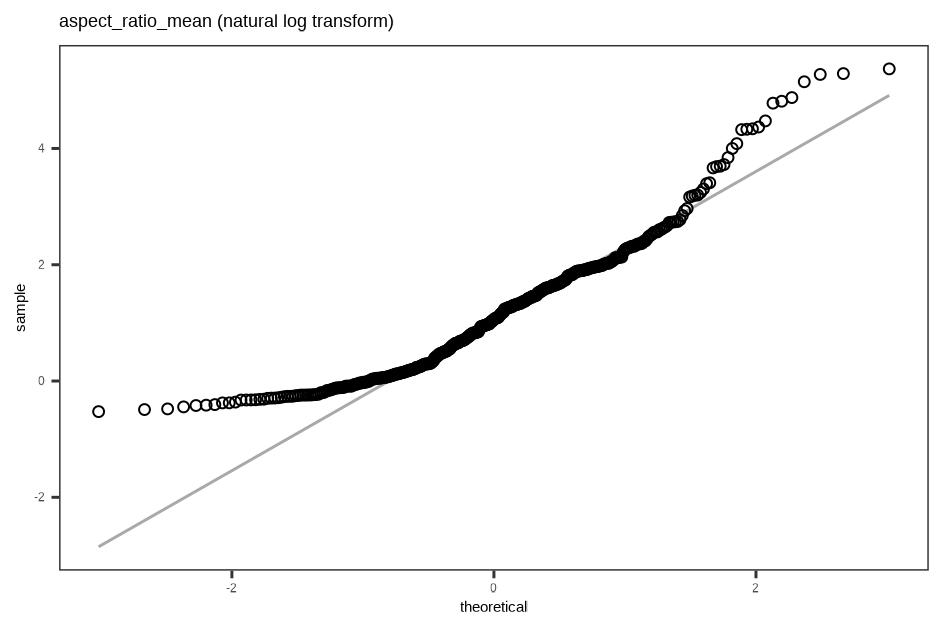 aspect_ratio_mean (natural log transform)
4
2
0
-2
sample
-2
0
2
theoretical